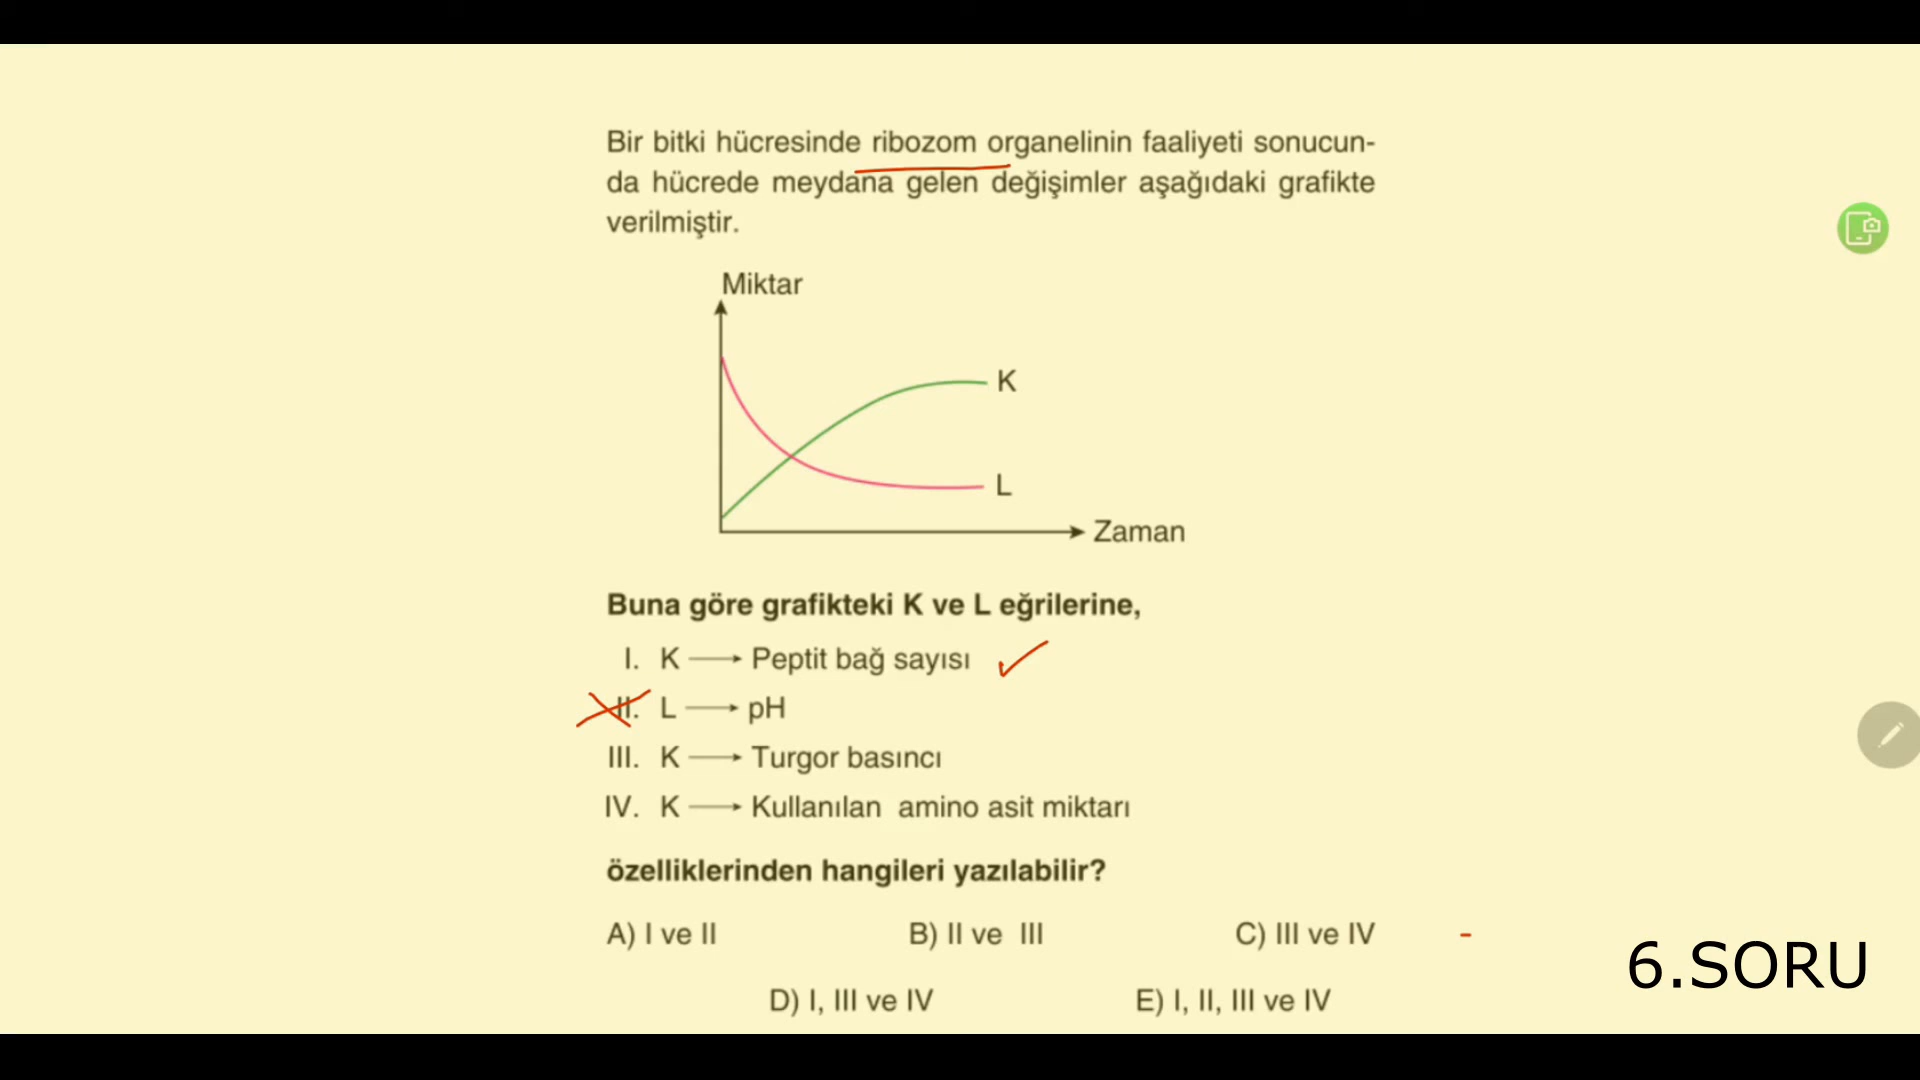 Bir bitki hücresinde ribozom organelinin faaliyeti sonucun-
da hücrede meydana gelen değişimler aşağıdaki grafikte
verilmiştir.
Miktar
K
L
Zaman
Buna göre grafikteki K ve L eğrilerine,
I. K → Peptit bağ sayısı
II. L → pH
III. K → Turgor basıncı
IV. K → Kullanılan amino asit miktarı
özelliklerinden hangileri yazılabilir?
A) I ve II B) II ve III C) III ve IV
D) I, III ve IV E) I, II, III ve IV
6.SORU